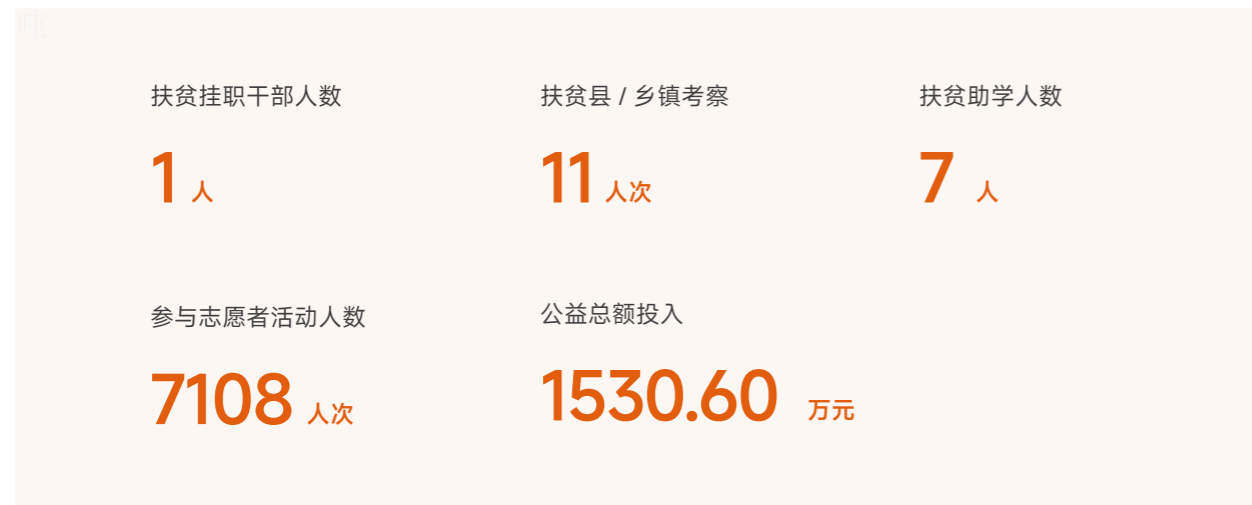 扶贫挂职干部人数
扶贫县 / 乡镇考察
扶贫助学人数
1 人
11 人次
7 人
参与志愿者活动人数
公益总额投入
7108 人次
1530.60 万元